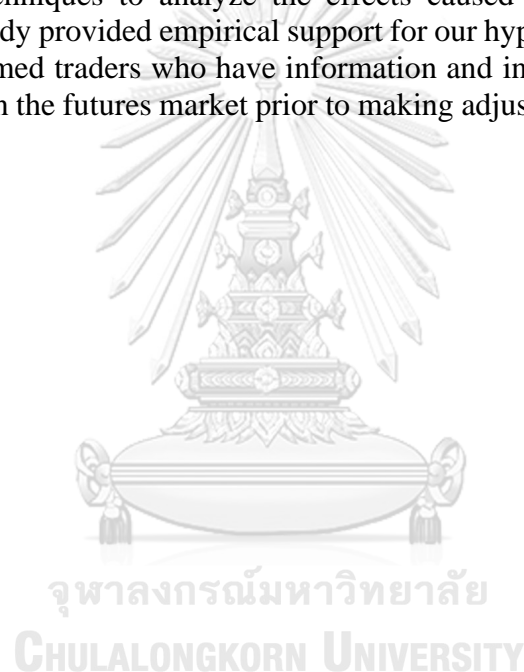 chniques to analyze the effects caused
dy provided empirical support for our hyp
med traders who have information and in
n the futures market prior to making adjus
จุฬาลงกรณ์มหาวิทยาลัย
CHULALONGKORN UNIVERSITY